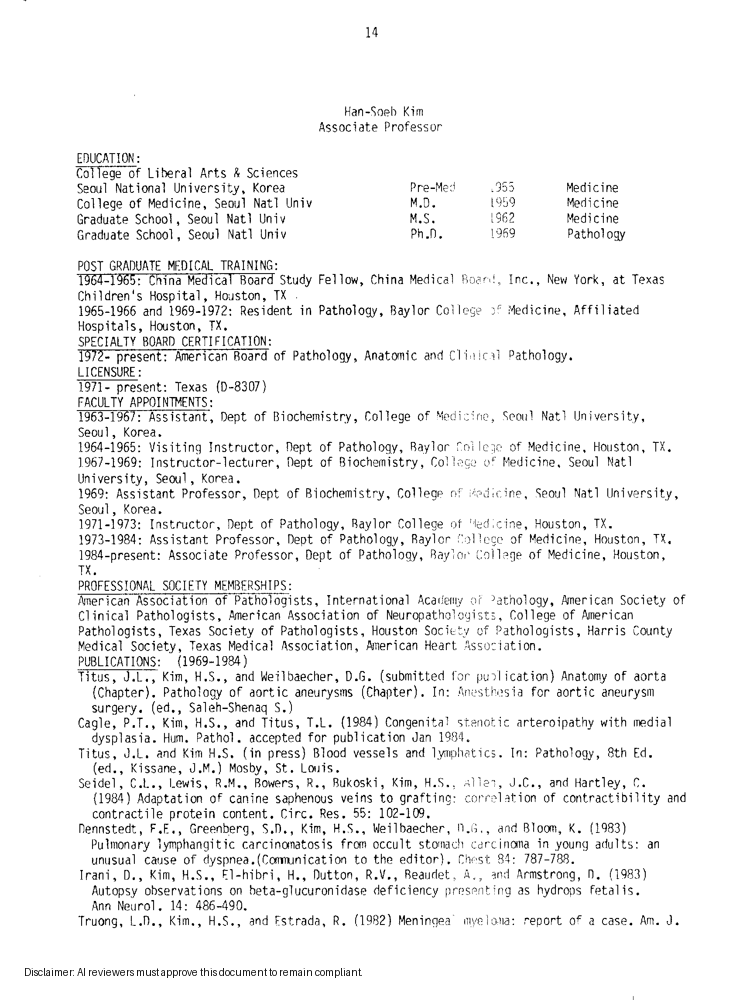 14
Han-Soeb Kim
Associate Professor
EDUCATION:
College of Liberal Arts & Sciences
Seoul National University, Korea Pre-Med 1955 Medicine
College of Medicine, Seoul Natl Univ M.D. 1959 Medicine
Graduate School, Seoul Natl Univ M.S. 1962 Medicine
Graduate School, Seoul Natl Univ Ph.D. 1969 Pathology
POST GRADUATE MEDICAL TRAINING:
1964-1965: China Medical Board Study Fellow, China Medical Board, Inc., New York, at Texas
Children's Hospital, Houston, TX .
1965-1966 and 1969-1972: Resident in Pathology, Baylor College of Medicine, Affiliated
Hospitals, Houston, TX.
SPECIALTY BOARD CERTIFICATION:
1972- present: American Board of Pathology, Anatomic and Clinical Pathology.
LICENSURE:
1971- present: Texas (D-8307)
FACULTY APPOINTMENTS:
1963-1967: Assistant, Dept of Biochemistry, College of Medicine, Seoul Natl University,
Seoul, Korea.
1964-1965: Visiting Instructor, Dept of Pathology, Baylor College of Medicine, Houston, TX.
1967-1969: Instructor-lecturer, Dept of Biochemistry, College of Medicine, Seoul Natl
University, Seoul, Korea.
1969: Assistant Professor, Dept of Biochemistry, College of Medicine, Seoul Natl University,
Seoul, Korea.
1971-1973: Instructor, Dept of Pathology, Baylor College of Medicine, Houston, TX.
1973-1984: Assistant Professor, Dept of Pathology, Baylor College of Medicine, Houston, TX.
1984-present: Associate Professor, Dept of Pathology, Baylor College of Medicine, Houston,
TX.
PROFESSIONAL SOCIETY MEMBERSHIPS:
American Association of Pathologists, International Academy of Pathology, American Society of
Clinical Pathologists, American Association of Neuropathologists, College of American
Pathologists, Texas Society of Pathologists, Houston Society of Pathologists, Harris County
Medical Society, Texas Medical Association, American Heart Association.
PUBLICATIONS: (1969-1984)
Titus, J.L., Kim, H.S., and Weilbaecher, D.G. (submitted for publication) Anatomy of aorta
(Chapter). Pathology of aortic aneurysms (Chapter). In: Anesthesia for aortic aneurysm
surgery. (ed., Saleh-Shenaq S.)
Cagle, P.T., Kim, H.S., and Titus, T.L. (1984) Congenital stenotic arteriopathy with medial
dysplasia. Hum. Pathol. accepted for publication Jan 1984.
Titus, J.L. and Kim H.S. (in press) Blood vessels and lymphatics. In: Pathology, 8th Ed.
(ed., Kissane, J.M.) Mosby, St. Louis.
Seidel, C.L., Lewis, R.M., Bowers, R., Bukoski, Kim, H.S., Allen, J.C., and Hartley, C.
(1984) Adaptation of canine saphenous veins to grafting: correlation of contractibility and
contractile protein content. Circ. Res. 55: 102-109.
Dennstedt, F.E., Greenberg, S.D., Kim, H.S., Weilbaecher, D.G., and Bloom, K. (1983)
Pulmonary lymphangitic carcinomatosis from occult stomach carcinoma in young adults: an
unusual cause of dyspnea.(Communication to the editor). Chest 84: 787-788.
Irani, D., Kim, H.S., El-hibri, H., Dutton, R.V., Beaudet, A., and Armstrong, D. (1983)
Autopsy observations on beta-glucuronidase deficiency presenting as hydrops fetalis.
Ann Neurol. 14: 486-490.
Truong, L.D., Kim., H.S., and Estrada, R. (1982) Meningeal myeloma: report of a case. Am. J.
Disclaimer: AI reviewers must approve this document to remain compliant.